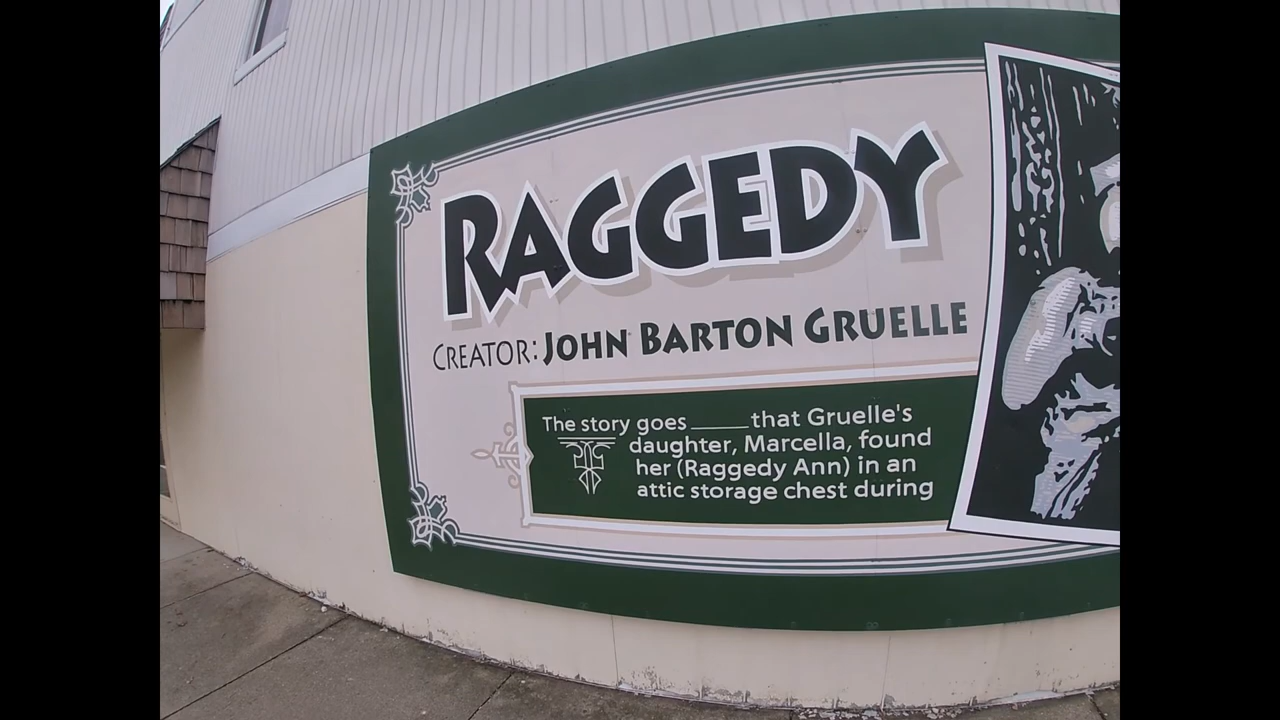 RAGGEDY
CREATOR: JOHN BARTON GRUELLE
The story goes _____ that Gruelle's
daughter, Marcella, found
her (Raggedy Ann) in an
attic storage chest during